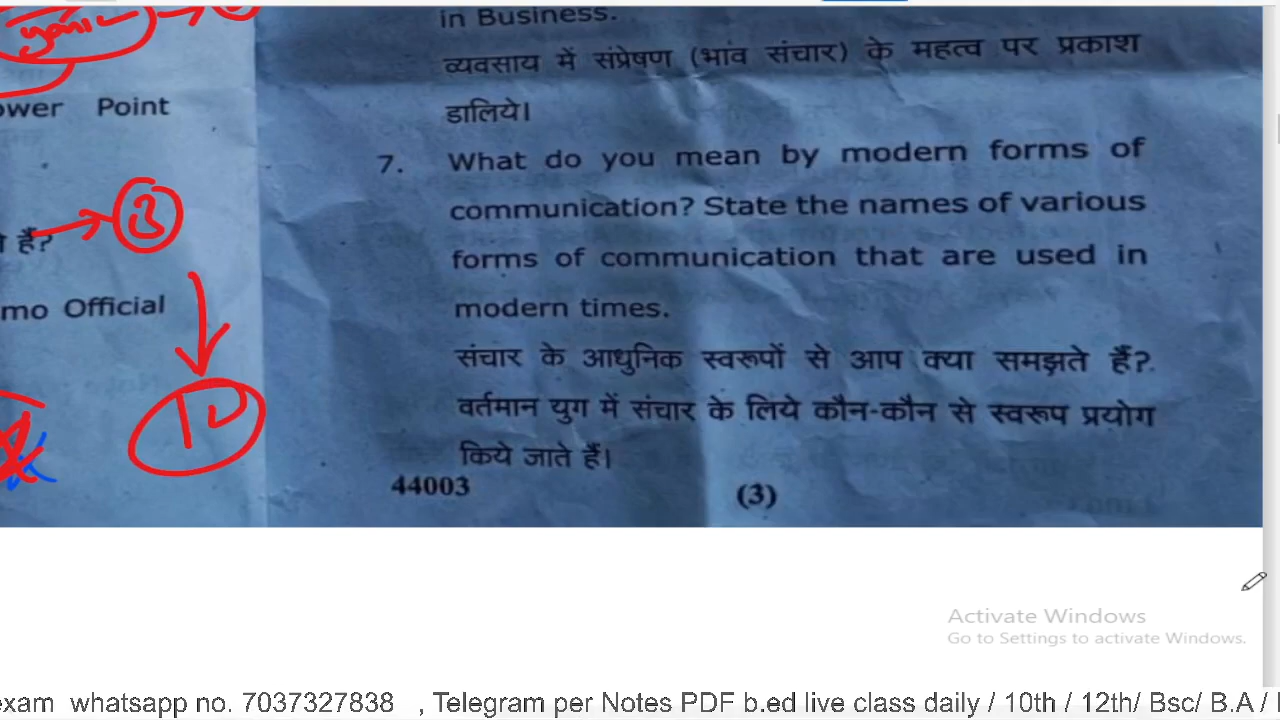 in Business.
व्यवसाय में संप्रेषण (भाव संचार) के महत्व पर प्रकाश
डालिये।
ower Point
7. What do you mean by modern forms of
communication? State the names of various
forms of communication that are used in
modern times.
हैं?
mo Official
संचार के आधुनिक स्वरूपों से आप क्या समझते हैं?
वर्तमान युग में संचार के लिये कौन-कौन से स्वरूप प्रयोग
किये जाते हैं।
44003 (3)
Activate Windows
Go to Settings to activate Windows.
exam whatsapp no. 7037327838 , Telegram per Notes PDF b.ed live class daily / 10th / 12th/ Bsc/ B.A /